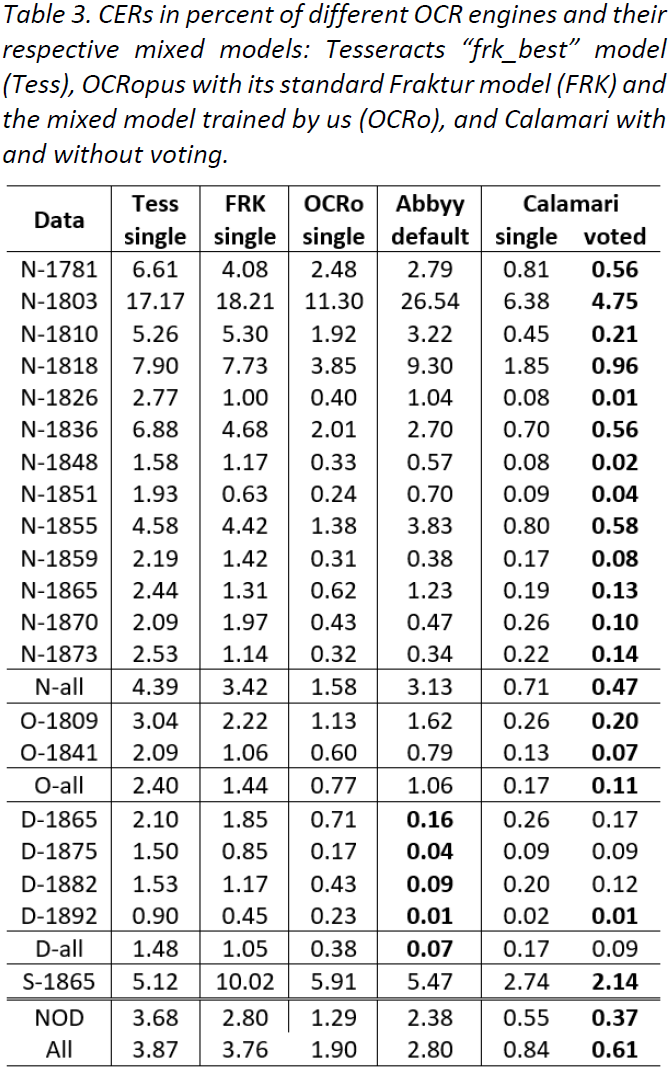 Table 3. CERs in percent of different OCR engines and their
respective mixed models: Tesseracts “frk_best” model
(Tess), OCRopus with its standard Fraktur model (FRK) and
the mixed model trained by us (OCRo), and Calamari with
and without voting.
Data Tess single FRK single OCRo single Abbyy default Calamari single voted
N-1781 6.61 4.08 2.48 2.79 0.81 0.56
N-1803 17.17 18.21 11.30 26.54 6.38 4.75
N-1810 5.26 5.30 1.92 3.22 0.45 0.21
N-1818 7.90 7.73 3.85 9.30 1.85 0.96
N-1826 2.77 1.00 0.40 1.04 0.08 0.01
N-1836 6.88 4.68 2.01 2.70 0.70 0.56
N-1848 1.58 1.17 0.33 0.57 0.08 0.02
N-1851 1.93 0.63 0.24 0.70 0.09 0.04
N-1855 4.58 4.42 1.38 3.83 0.80 0.58
N-1859 2.19 1.42 0.31 0.38 0.17 0.08
N-1865 2.44 1.31 0.62 1.23 0.19 0.13
N-1870 2.09 1.97 0.43 0.47 0.26 0.10
N-1873 2.53 1.14 0.32 0.34 0.22 0.14
N-all 4.39 3.42 1.58 3.13 0.71 0.47
O-1809 3.04 2.22 1.13 1.62 0.26 0.20
O-1841 2.09 1.06 0.60 0.79 0.13 0.07
O-all 2.40 1.44 0.77 1.06 0.17 0.11
D-1865 2.10 1.85 0.71 0.16 0.26 0.17
D-1875 1.50 0.85 0.17 0.04 0.09 0.09
D-1882 1.53 1.17 0.43 0.09 0.20 0.12
D-1892 0.90 0.45 0.23 0.01 0.02 0.01
D-all 1.48 1.05 0.38 0.07 0.17 0.09
S-1865 5.12 10.02 5.91 5.47 2.74 2.14
NOD 3.68 2.80 1.29 2.38 0.55 0.37
All 3.87 3.76 1.90 2.80 0.84 0.61